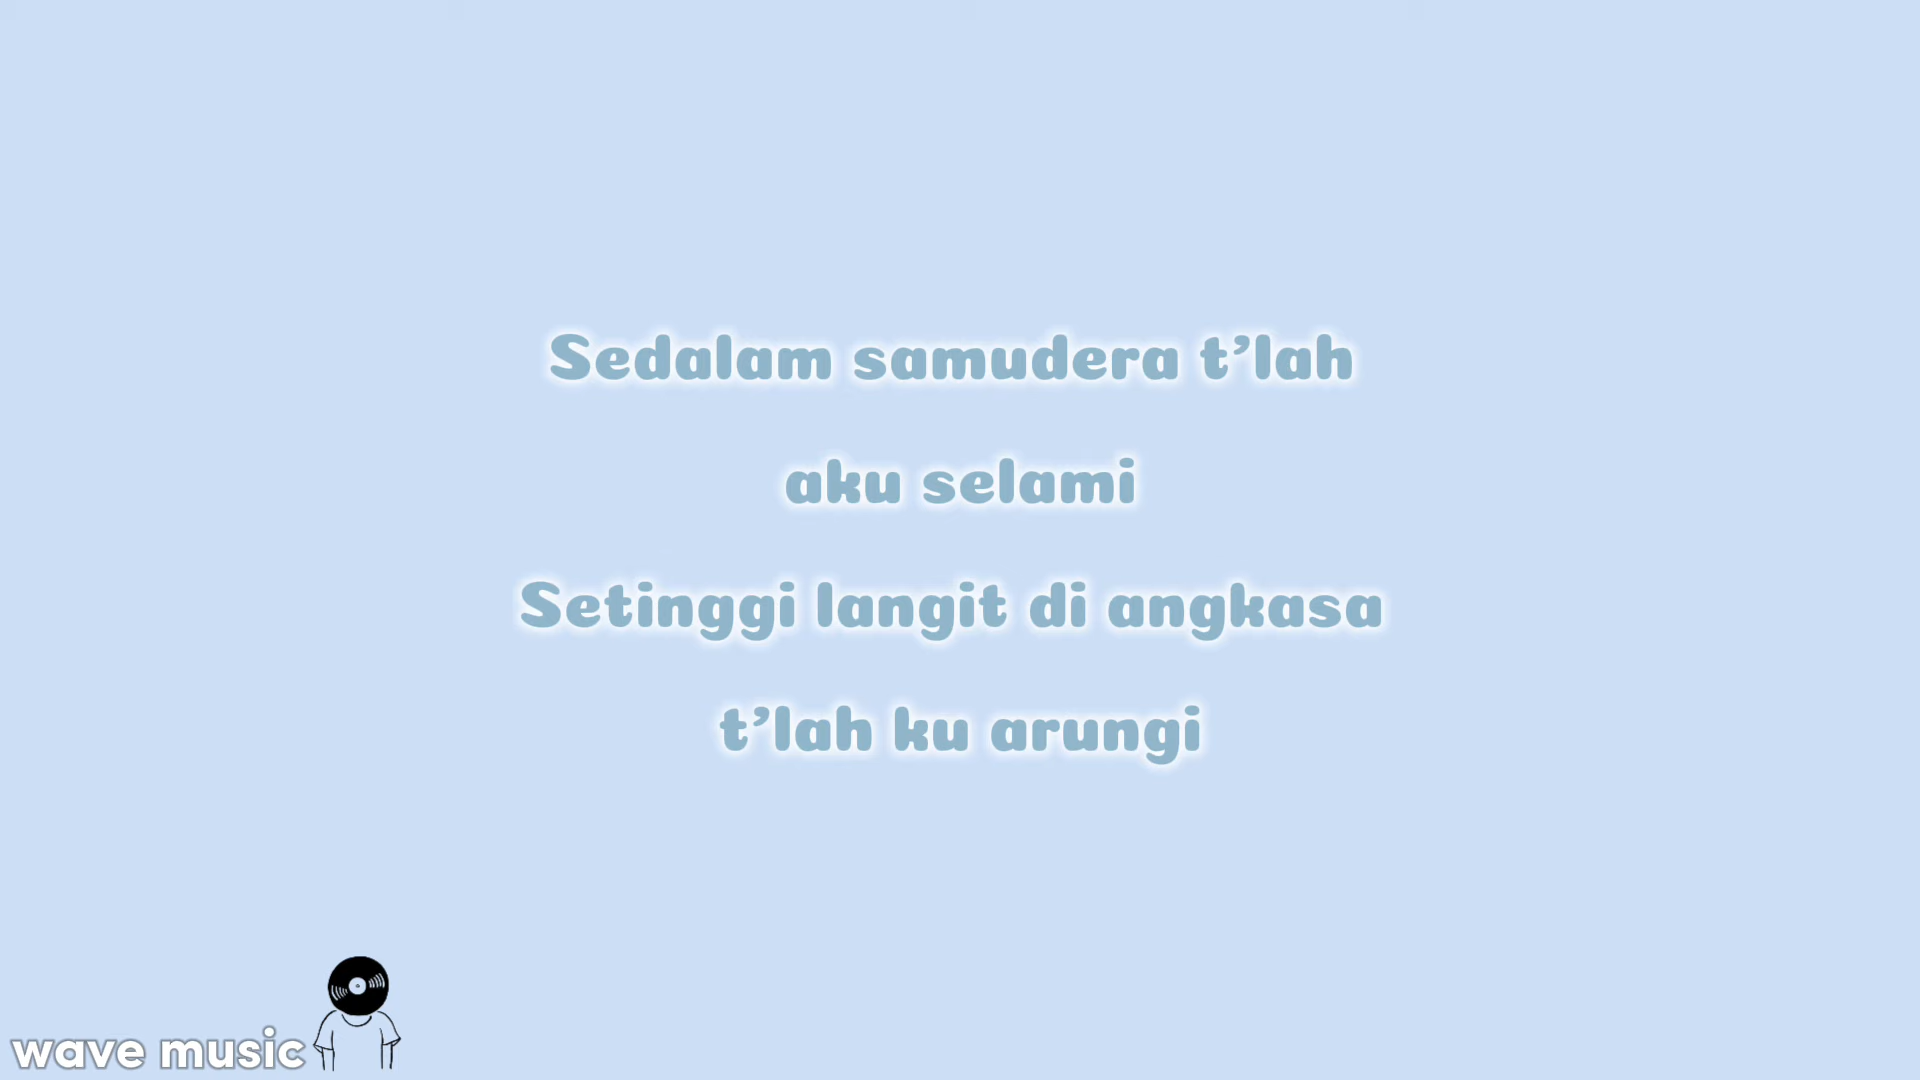 Sedalam samudera t’lah
aku selami
Setinggi langit di angkasa
t’lah ku arungi
wave music